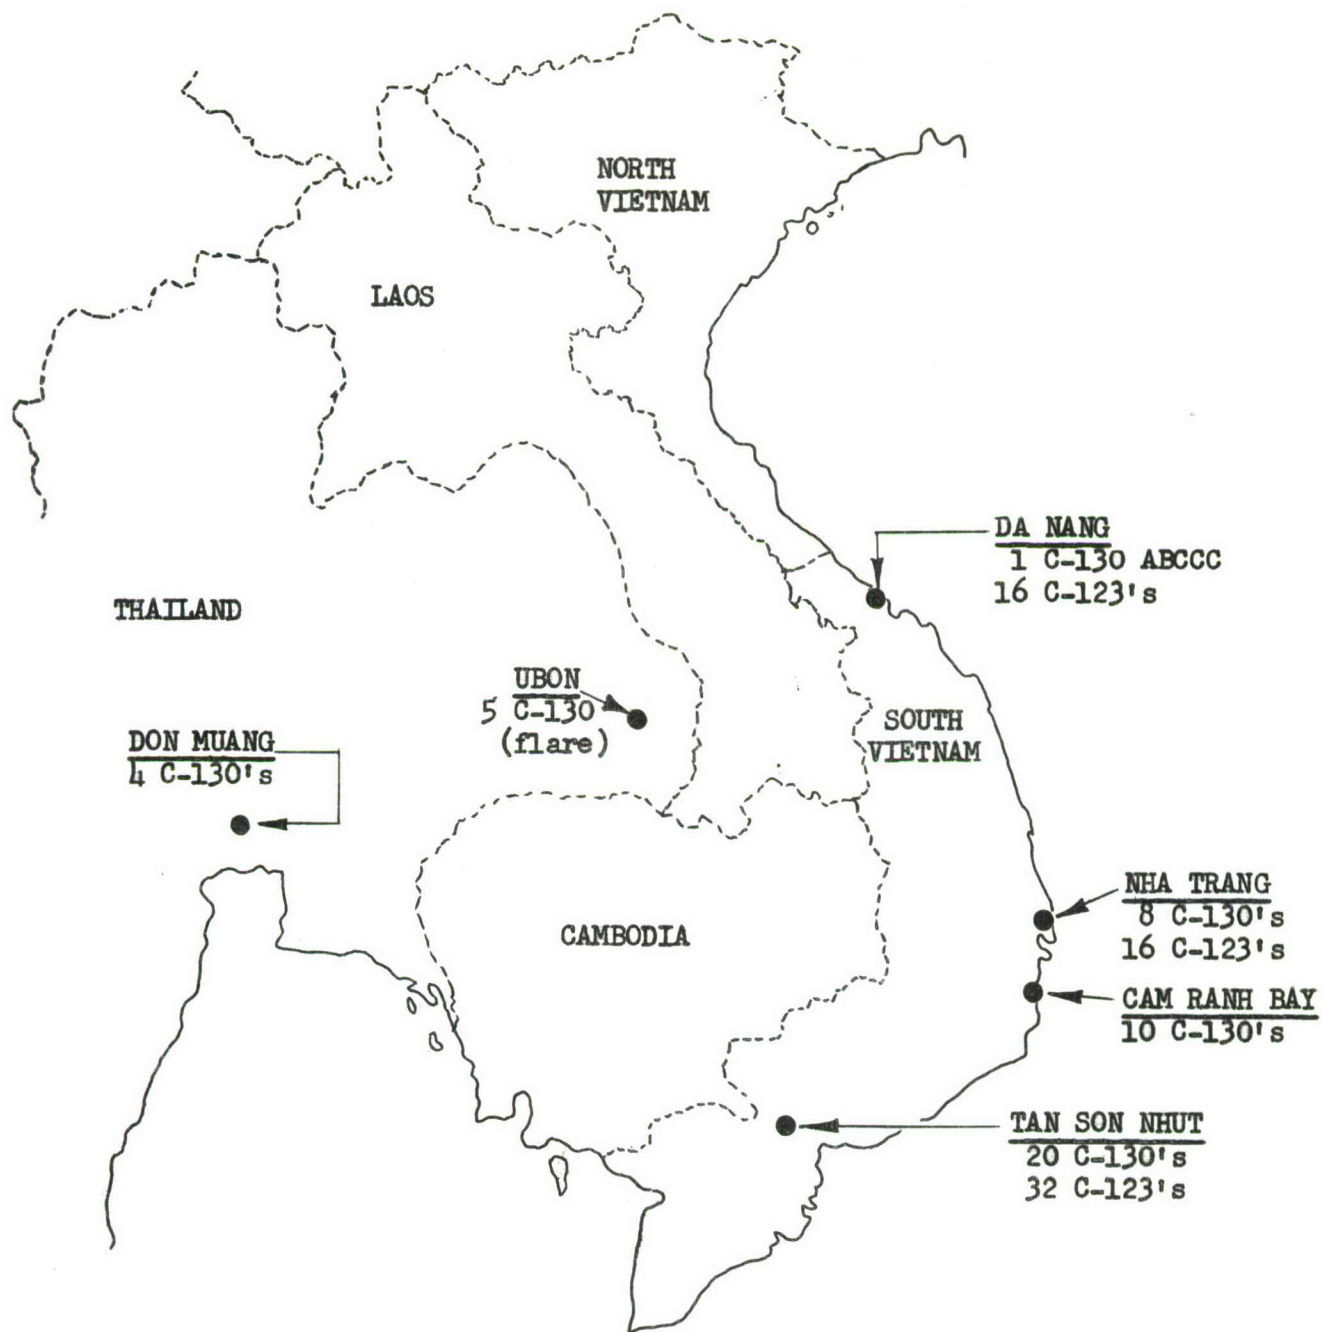 NORTH
VIETNAM
LAOS
DA NANG
1 C-130 ABCCC
16 C-123's
THAILAND
UBON
5 C-130
(flare)
SOUTH
VIETNAM
DON MUANG
4 C-130's
NHA TRANG
8 C-130's
16 C-123's
CAMBODIA
CAM RANH BAY
10 C-130's
TAN SON NHUT
20 C-130's
32 C-123's